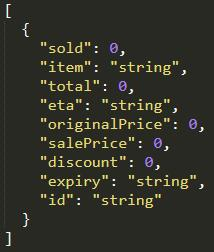 [
  {
    "sold": 0,
    "item": "string",
    "total": 0,
    "eta": "string",
    "originalPrice": 0,
    "salePrice": 0,
    "discount": 0,
    "expiry": "string",
    "id": "string"
  }
]